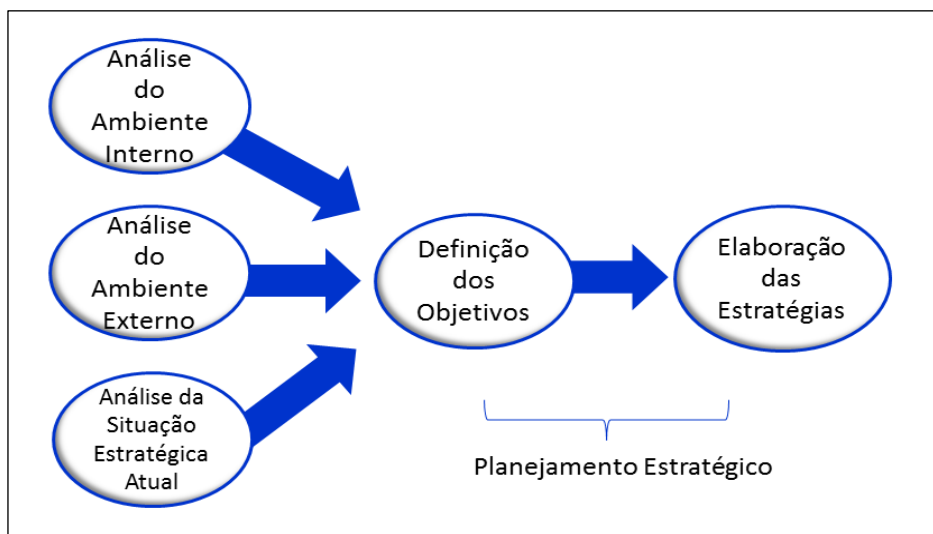 Análise
do
Ambiente
Interno
Análise
do
Ambiente
Externo
Análise da
Situação
Estratégica
Atual
Definição
dos
Objetivos
Elaboração
das
Estratégias
Planejamento Estratégico